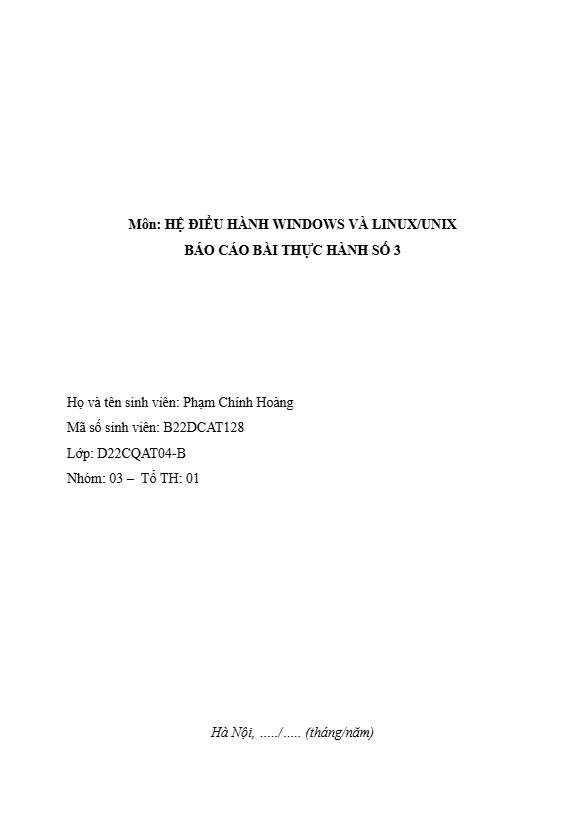 Môn: HỆ ĐIỀU HÀNH WINDOWS VÀ LINUX/UNIX
BÁO CÁO BÀI THỰC HÀNH SỐ 3
Họ và tên sinh viên: Phạm Chính Hoàng
Mã số sinh viên: B22DCAT128
Lớp: D22CQAT04-B
Nhóm: 03 – Tổ TH: 01
Hà Nội, …../….. (tháng/năm)